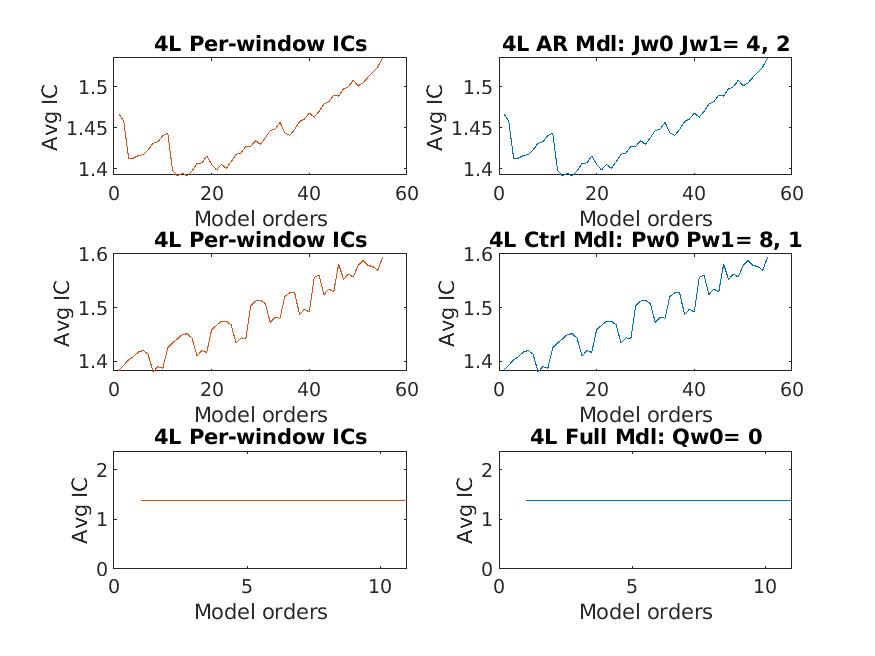 4L Per-window ICs
4L AR Mdl: Jw0 Jw1= 4, 2
Avg IC
1.5
1.45
1.4
0 20 40 60
Model orders
Avg IC
1.5
1.45
1.4
0 20 40 60
Model orders
4L Per-window ICs
4L Ctrl Mdl: Pw0 Pw1= 8, 1
Avg IC
1.6
1.5
1.4
0 20 40 60
Model orders
Avg IC
1.6
1.5
1.4
0 20 40 60
Model orders
4L Per-window ICs
4L Full Mdl: Qw0= 0
Avg IC
2
1
0
0 5 10
Model orders
Avg IC
2
1
0
0 5 10
Model orders